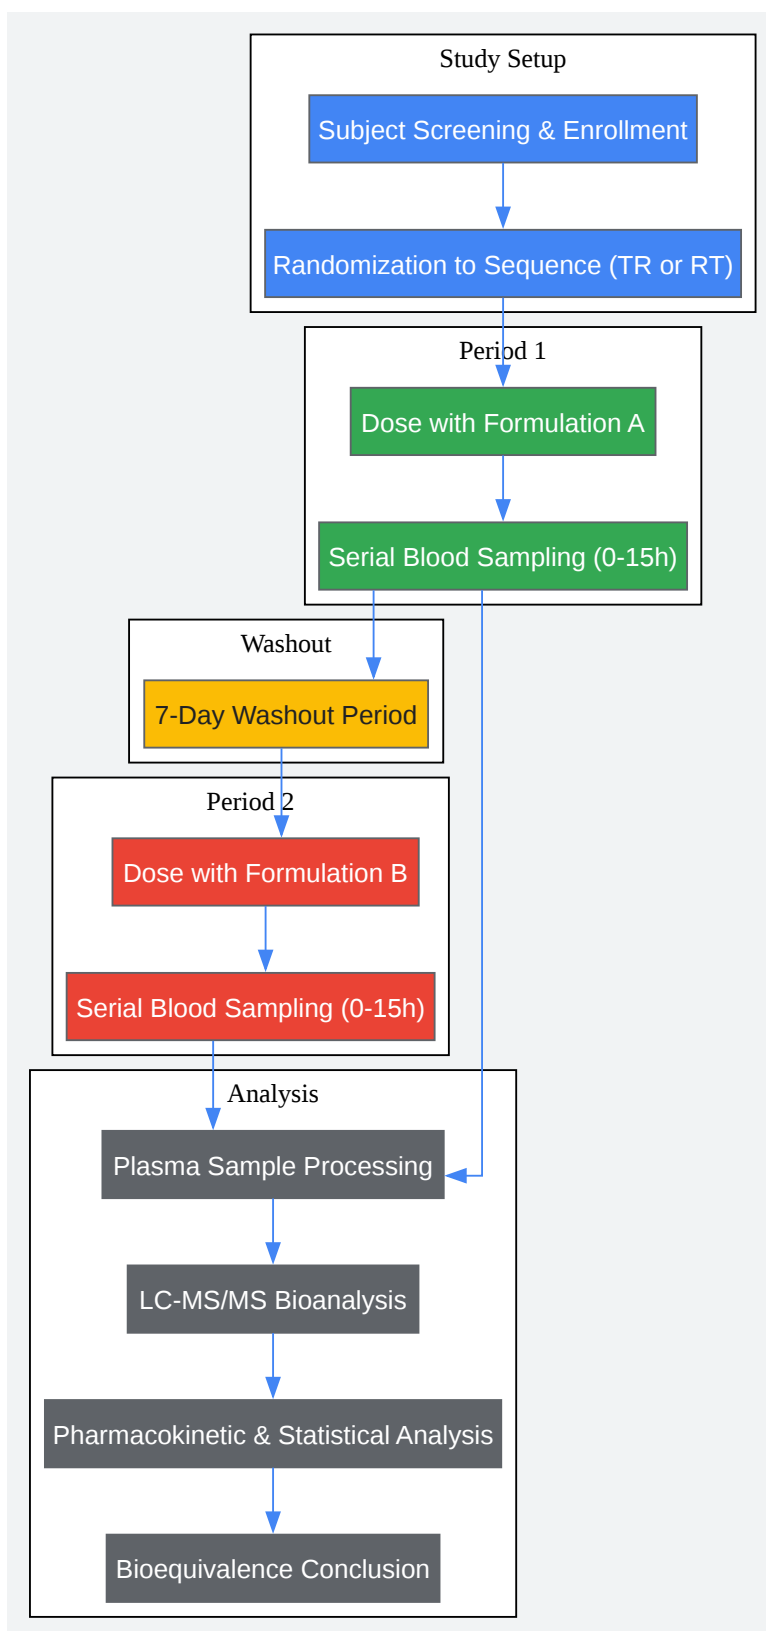 Study Setup
Subject Screening & Enrollment
Randomization to Sequence (TR or RT)
Period 1
Dose with Formulation A
Serial Blood Sampling (0-15h)
Washout
7-Day Washout Period
Period 2
Dose with Formulation B
Serial Blood Sampling (0-15h)
Analysis
Plasma Sample Processing
LC-MS/MS Bioanalysis
Pharmacokinetic & Statistical Analysis
Bioequivalence Conclusion